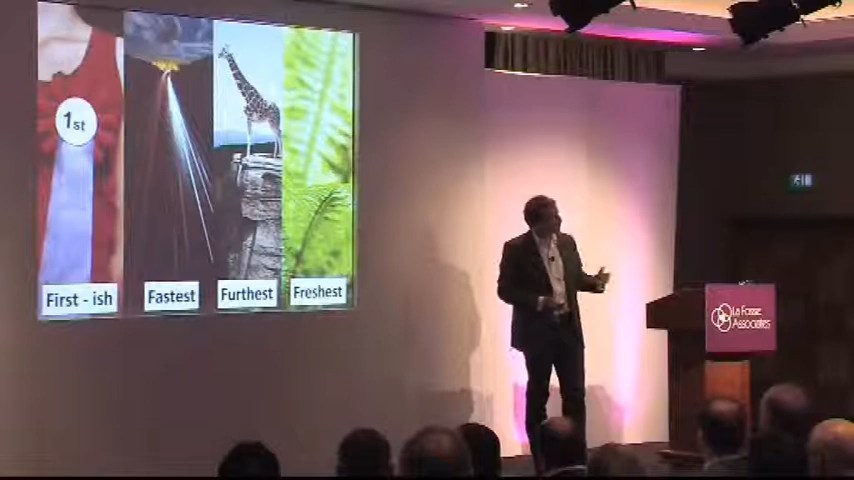 1st
First - ish
Fastest
Furthest
Freshest
La Fosse
Associates